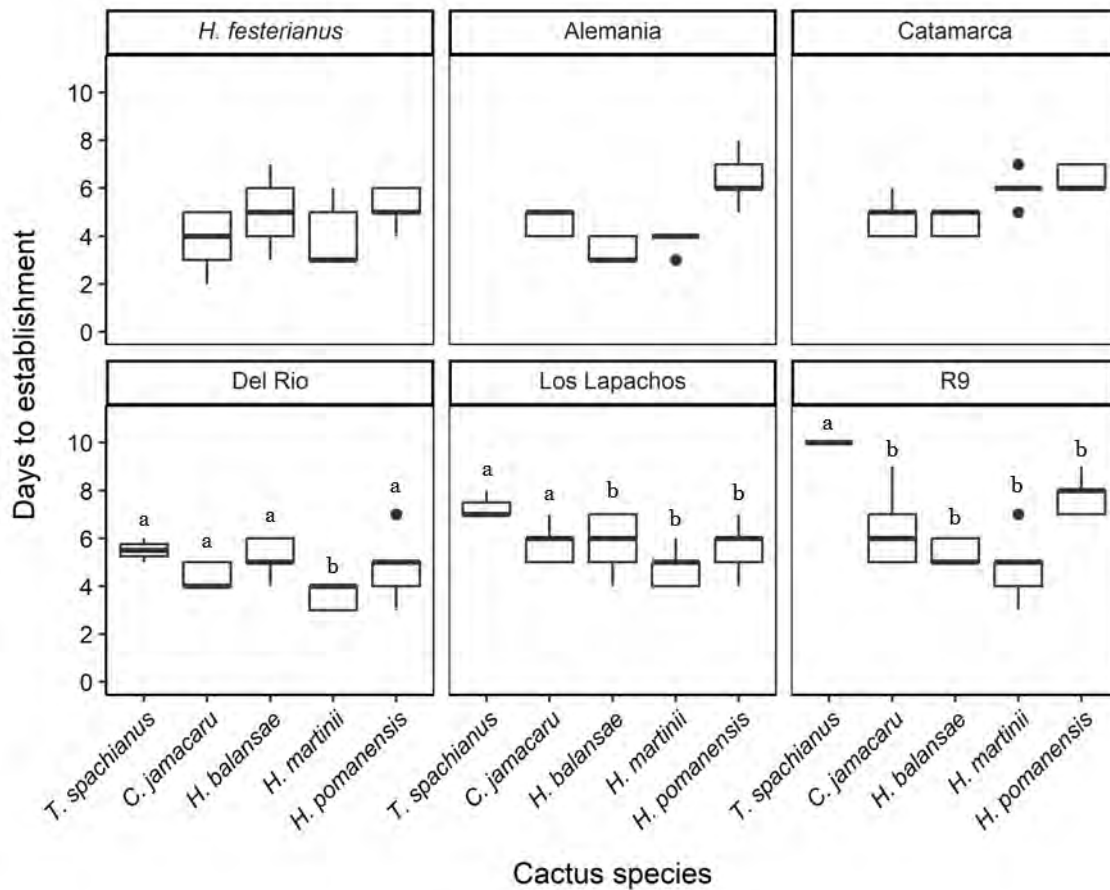 H. festerianus
Alemania
Catamarca
10
8
6
4
2
0
Days to establishment
Del Rio
Los Lapachos
R9
10
8
6
4
2
0
a
a
a
b
a
a
a
b
b
b
a
b
b
b
b
T. spachianus
C. jamacaru
H. balansae
H. martinii
H. pomanensis
T. spachianus
C. jamacaru
H. balansae
H. martinii
H. pomanensis
T. spachianus
C. jamacaru
H. balansae
H. martinii
H. pomanensis
Cactus species